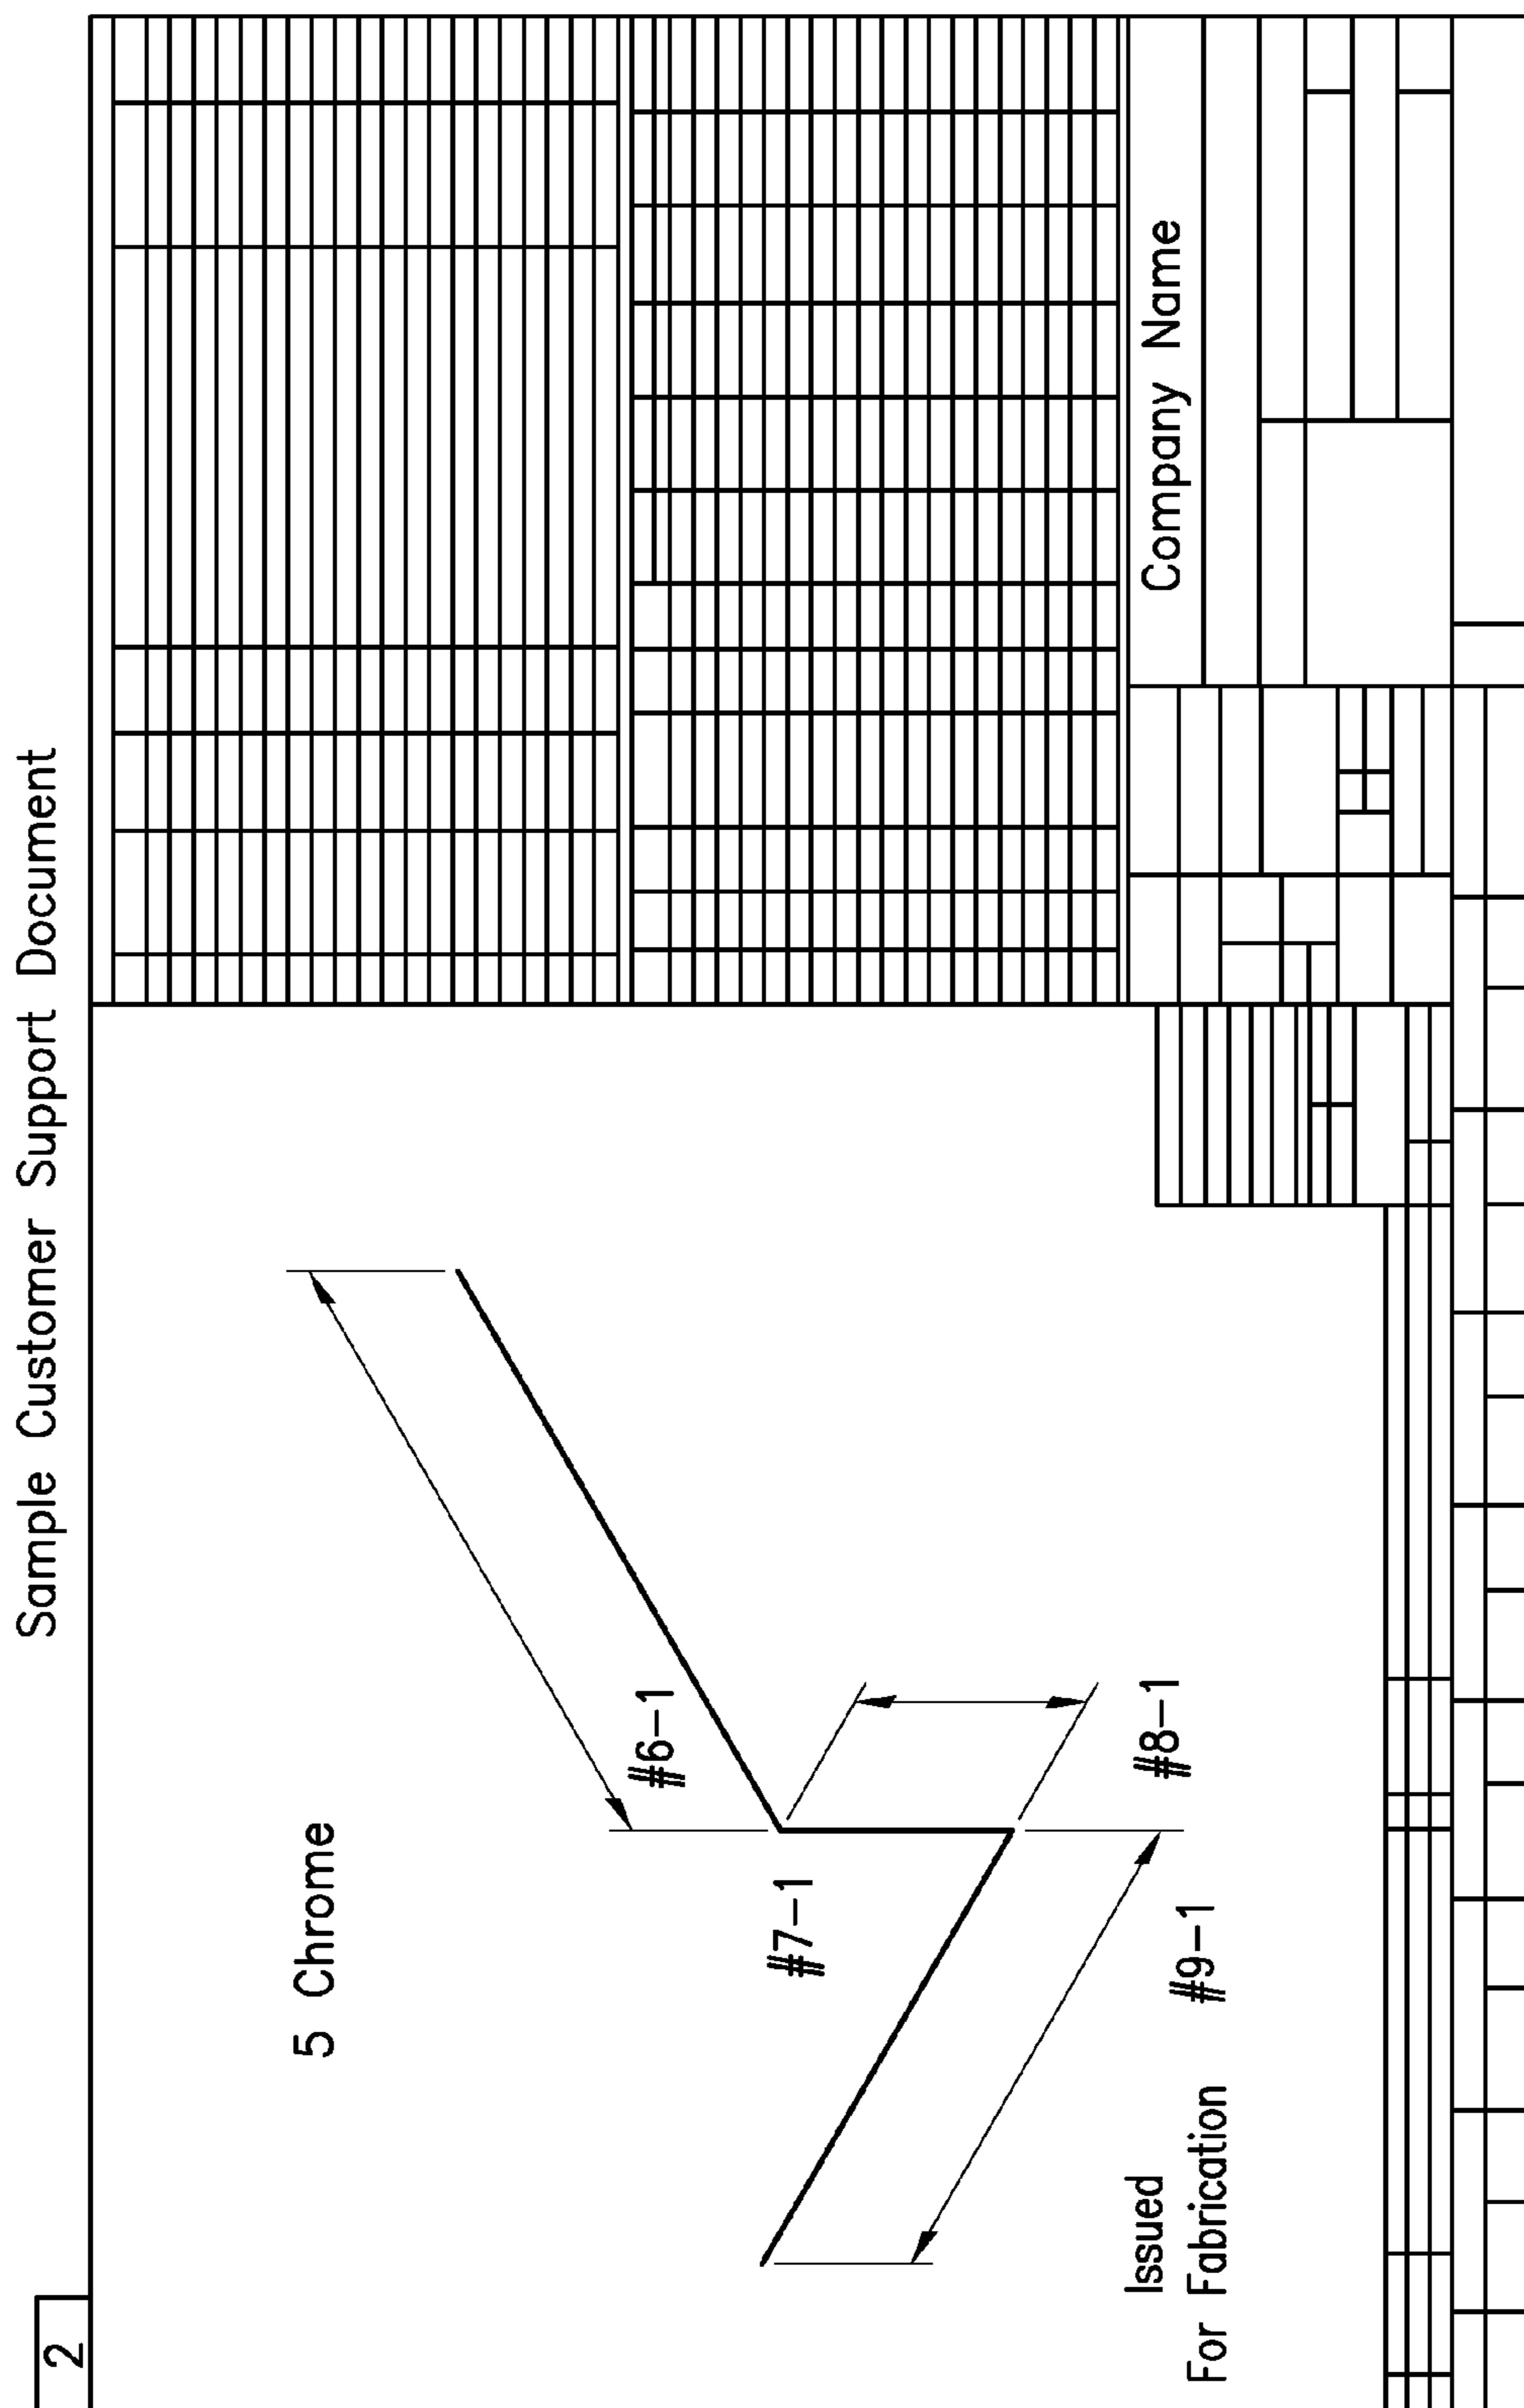 Sample Customer Support Document
2
5 Chrome
#6-1
#7-1
#8-1
#9-1
Issued
For Fabrication
Company Name